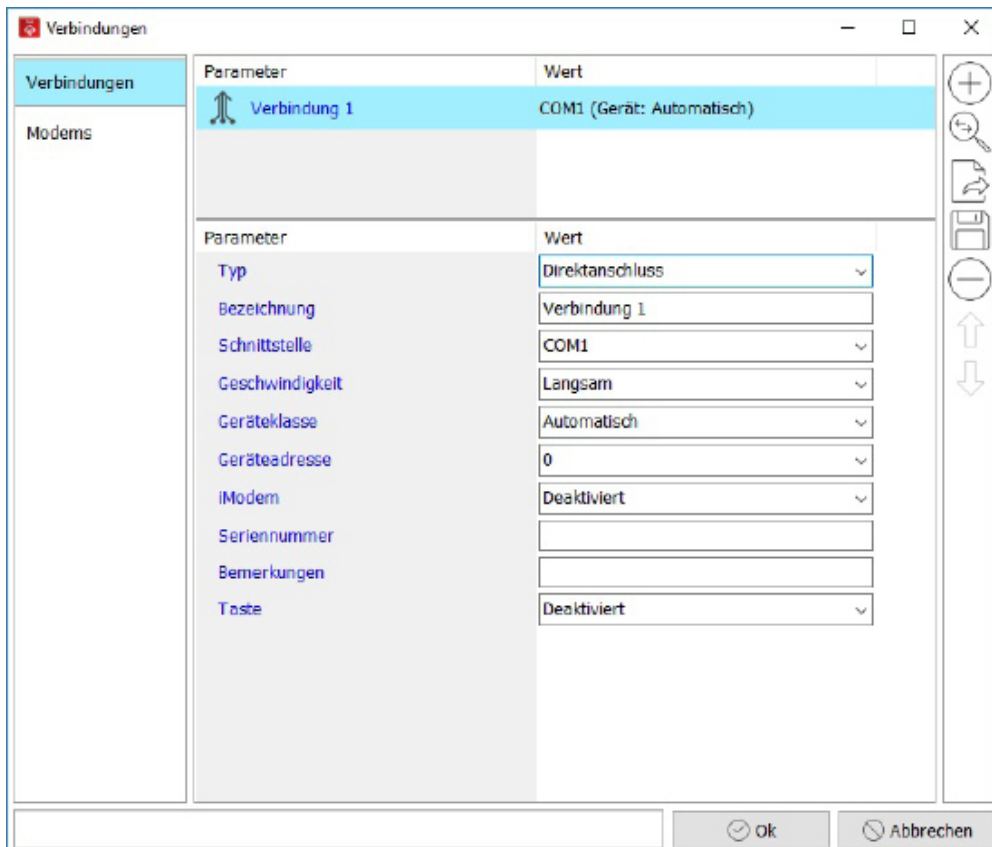 Verbindungen
Verbindungen
Moderns
Parameter Wert
Verbindung 1 COM1 (Gerät: Automatisch)
Parameter Wert
Typ Direktanschluss
Bezeichnung Verbindung 1
Schnittstelle COM1
Geschwindigkeit Langsam
Geräteklasse Automatisch
Geräteadresse 0
iModem Deaktiviert
Seriennummer
Bemerkungen
Taste Deaktiviert
Ok Abbrechen